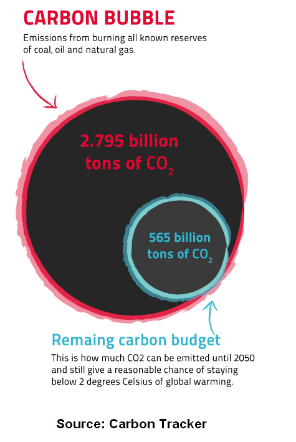 CARBON BUBBLE
Emissions from burning all known reserves
of coal, oil and natural gas.
2.795 billion
tons of CO2
565 billion
tons of CO2
Remaing carbon budget
This is how much CO2 can be emitted until 2050
and still give a reasonable chance of staying
below 2 degrees Celsius of global warming.
Source: Carbon Tracker